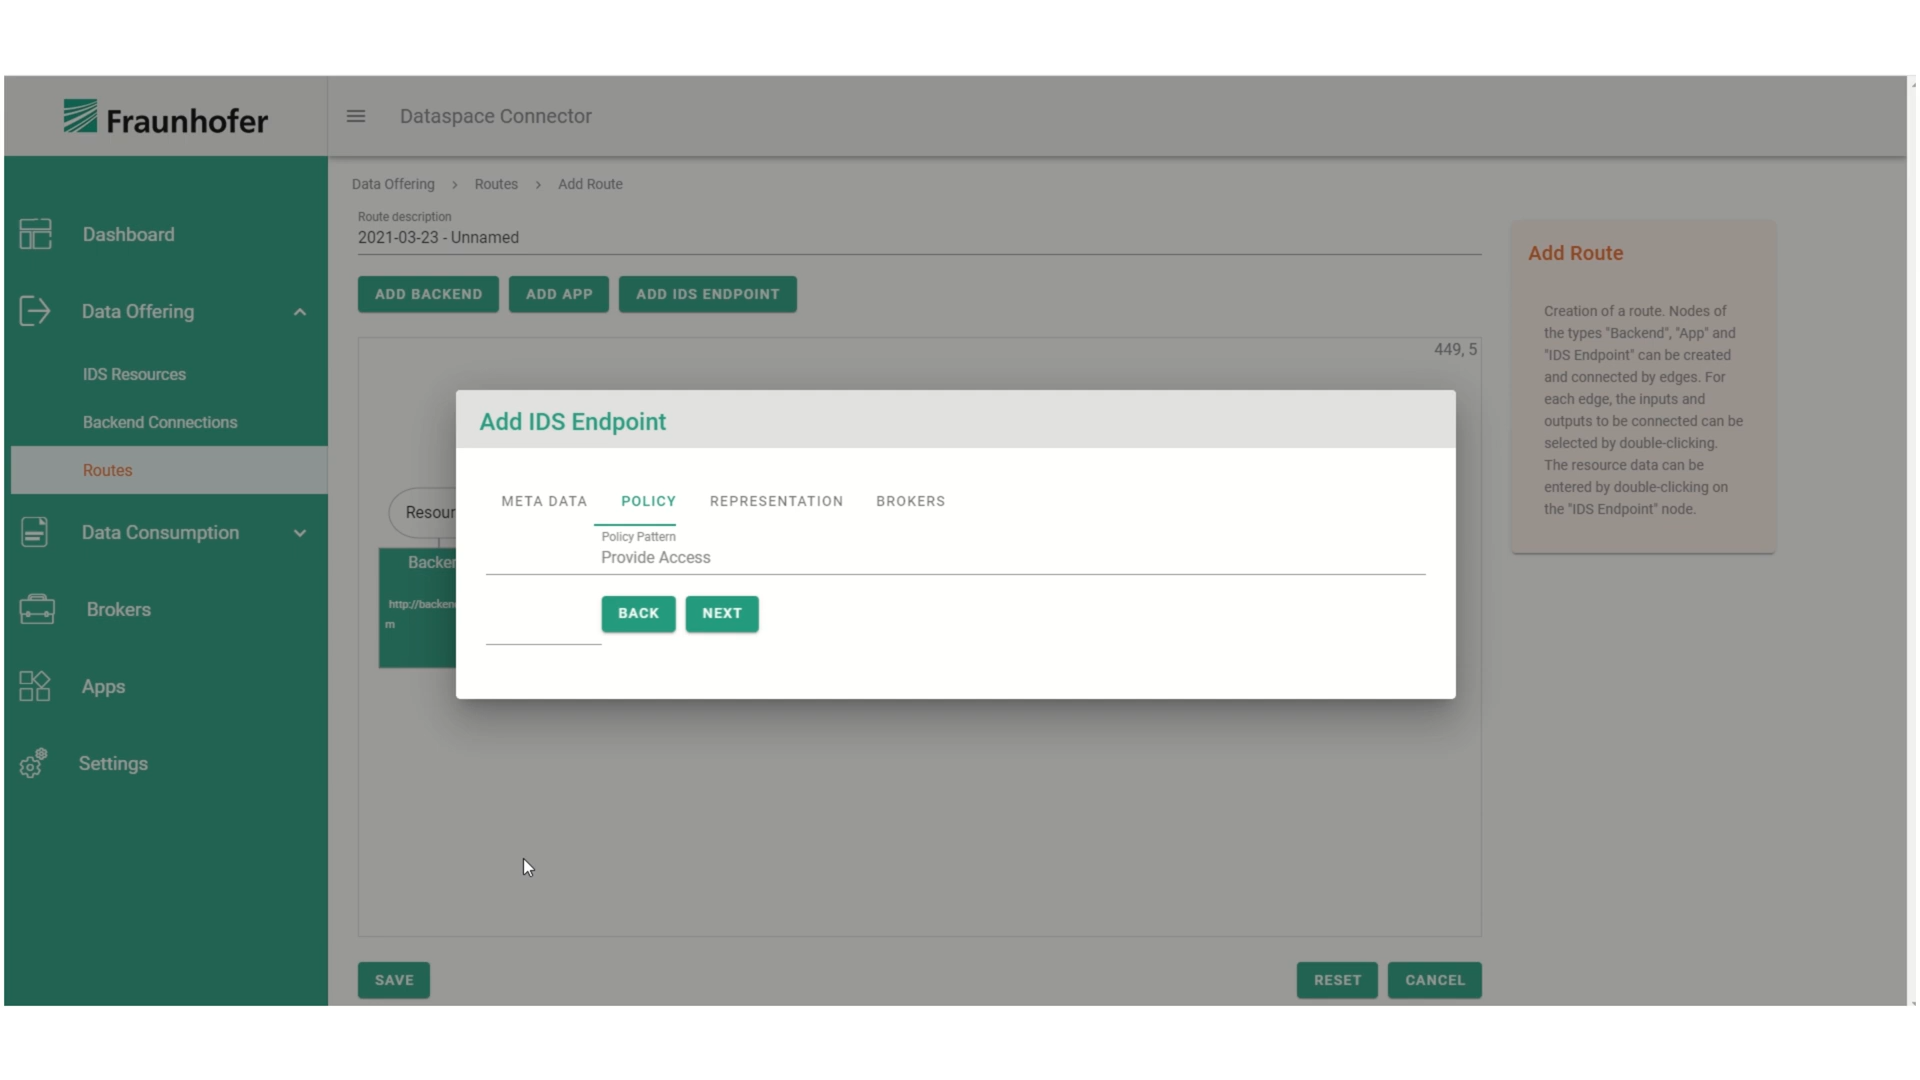 Fraunhofer
Dataspace Connector
Data Offering > Routes > Add Route
Route description
2021-03-23 - Unnamed
ADD BACKEND ADD APP ADD IDS ENDPOINT
449, 5
Dashboard
Data Offering
IDS Resources
Backend Connections
Routes
Data Consumption
Brokers
Apps
Settings
Resour
Backen
http://backen
m
Add IDS Endpoint
META DATA POLICY REPRESENTATION BROKERS
Policy Pattern
Provide Access
BACK NEXT
Add Route
Creation of a route. Nodes of
the types "Backend", "App" and
"IDS Endpoint" can be created
and connected by edges. For
each edge, the inputs and
outputs to be connected can be
selected by double-clicking.
The resource data can be
entered by double-clicking on
the "IDS Endpoint" node.
SAVE RESET CANCEL